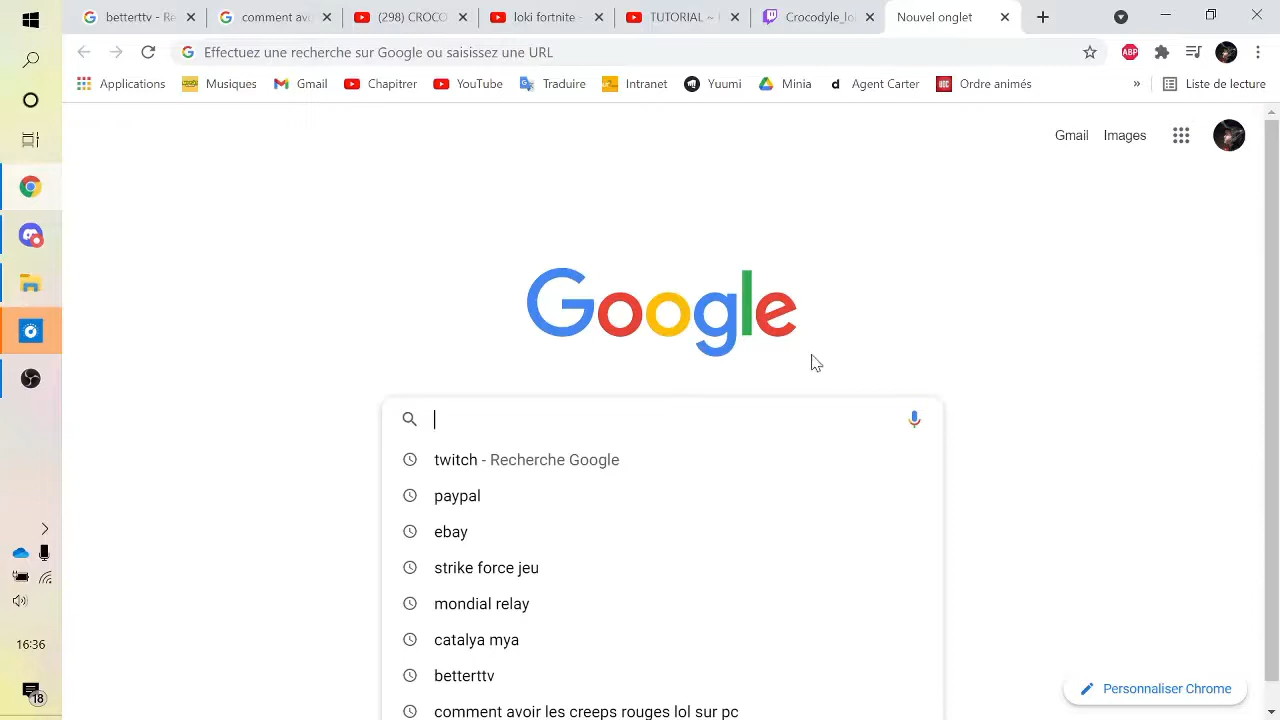 betterttv - Re
comment avo
(298) CROCO
loki fortnite -
TUTORIAL ~
Crocodyle_lo
Nouvel onglet
Effectuez une recherche sur Google ou saisissez une URL
ABP
Applications
Musiques
Gmail
Chapitrer
YouTube
Traduire
Intranet
Yuumi
Minia
d Agent Carter
Ordre animés
»
Liste de lecture
Gmail Images
Google
twitch - Recherche Google
paypal
ebay
strike force jeu
mondial relay
catalya mya
betterttv
comment avoir les creeps rouges lol sur pc
16:36
18
Personnaliser Chrome